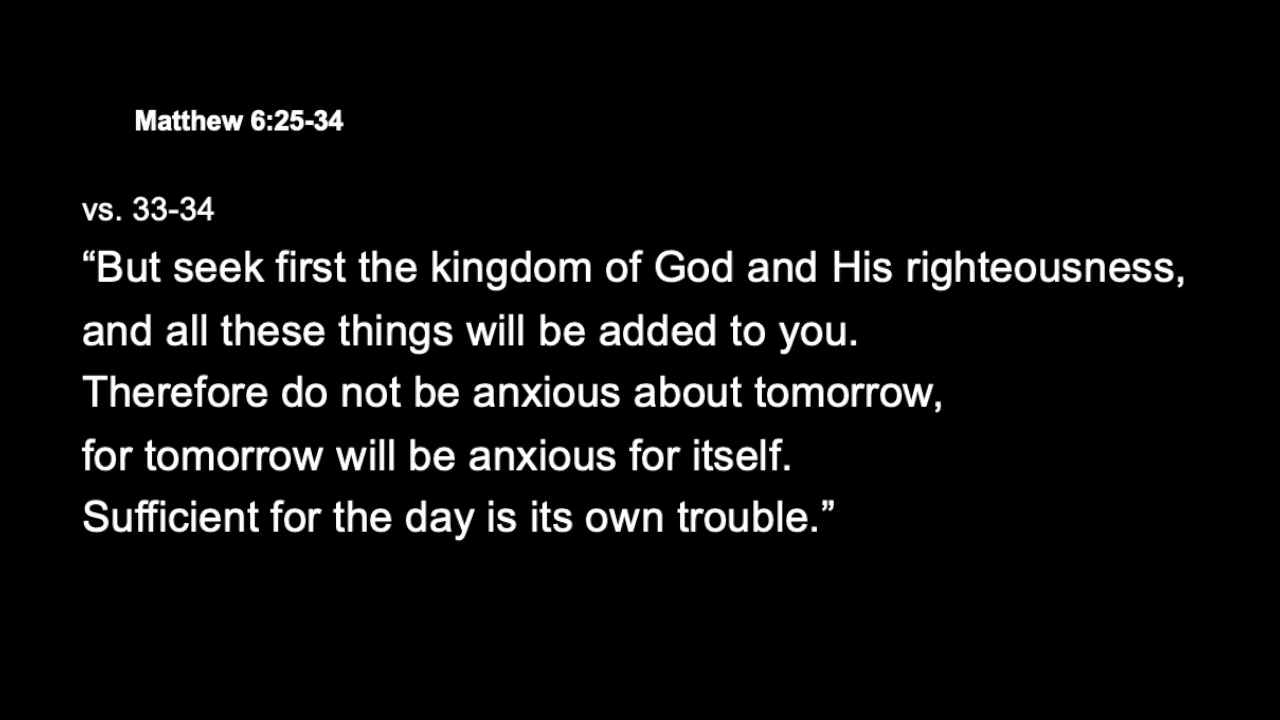 Matthew 6:25-34
vs. 33-34
“But seek first the kingdom of God and His righteousness,
and all these things will be added to you.
Therefore do not be anxious about tomorrow,
for tomorrow will be anxious for itself.
Sufficient for the day is its own trouble.”